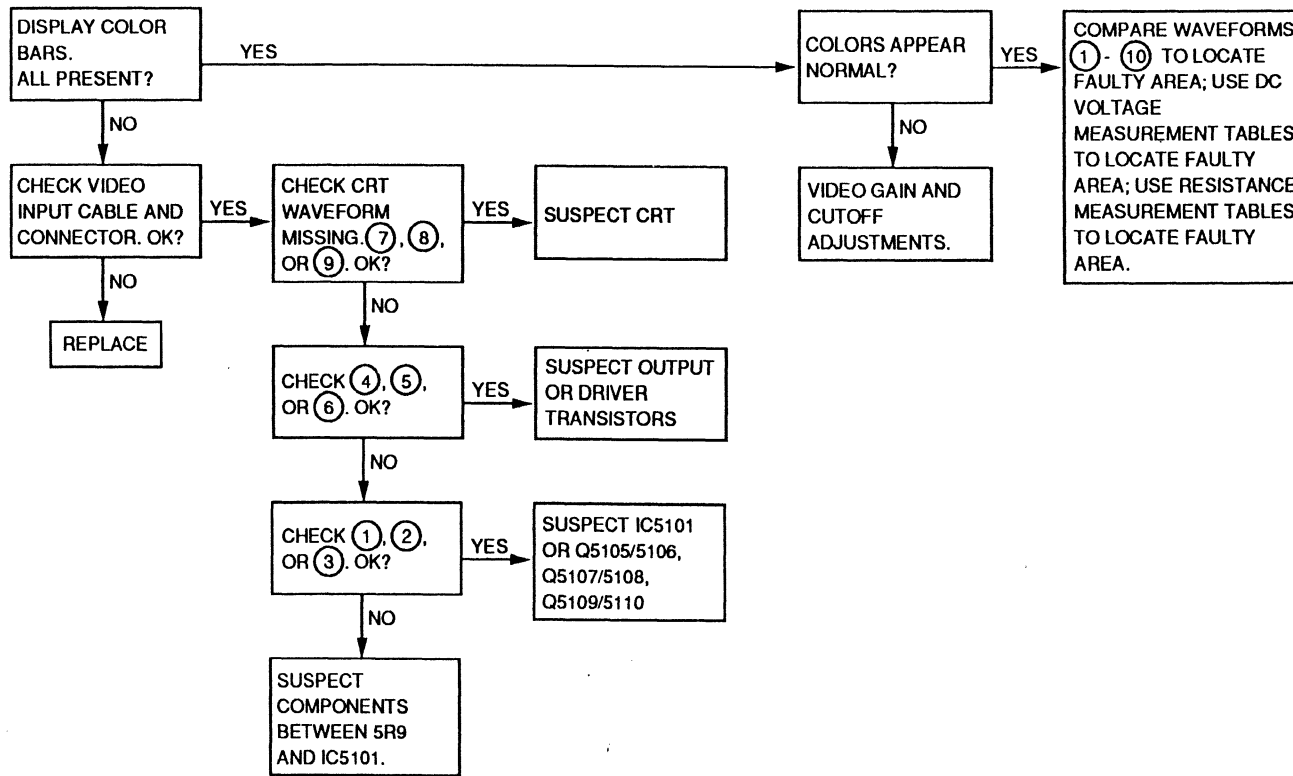 DISPLAY COLOR
BARS.
ALL PRESENT?
YES
COLORS APPEAR
NORMAL?
YES
COMPARE WAVEFORMS
1 - 10 TO LOCATE
FAULTY AREA; USE DC
VOLTAGE
MEASUREMENT TABLES
TO LOCATE FAULTY
AREA; USE RESISTANCE
MEASUREMENT TABLES
TO LOCATE FAULTY
AREA.
NO
NO
CHECK VIDEO
INPUT CABLE AND
CONNECTOR. OK?
YES
CHECK CRT
WAVEFORM
MISSING. 7, 8,
OR 9. OK?
YES
SUSPECT CRT
VIDEO GAIN AND
CUTOFF
ADJUSTMENTS.
NO
REPLACE
NO
CHECK 4, 5,
OR 6. OK?
YES
SUSPECT OUTPUT
OR DRIVER
TRANSISTORS
NO
CHECK 1, 2,
OR 3. OK?
YES
SUSPECT IC5101
OR Q5105/5106,
Q5107/5108,
Q5109/5110
NO
SUSPECT
COMPONENTS
BETWEEN 5R9
AND IC5101.